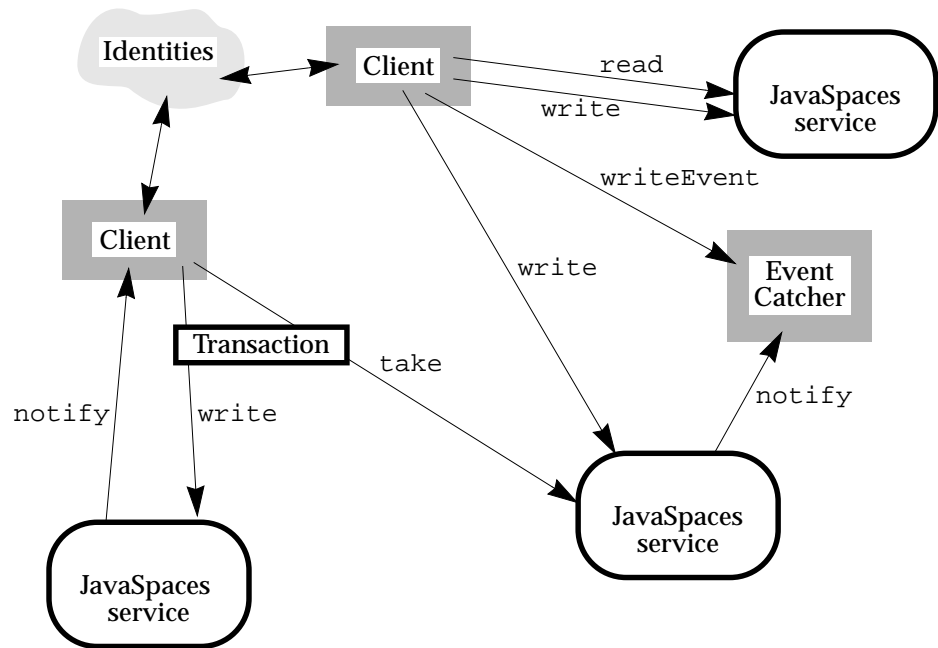 Identities
Client
read
write
JavaSpaces
service
writeEvent
Client
write
Event
Catcher
Transaction
take
notify
write
notify
JavaSpaces
service
JavaSpaces
service